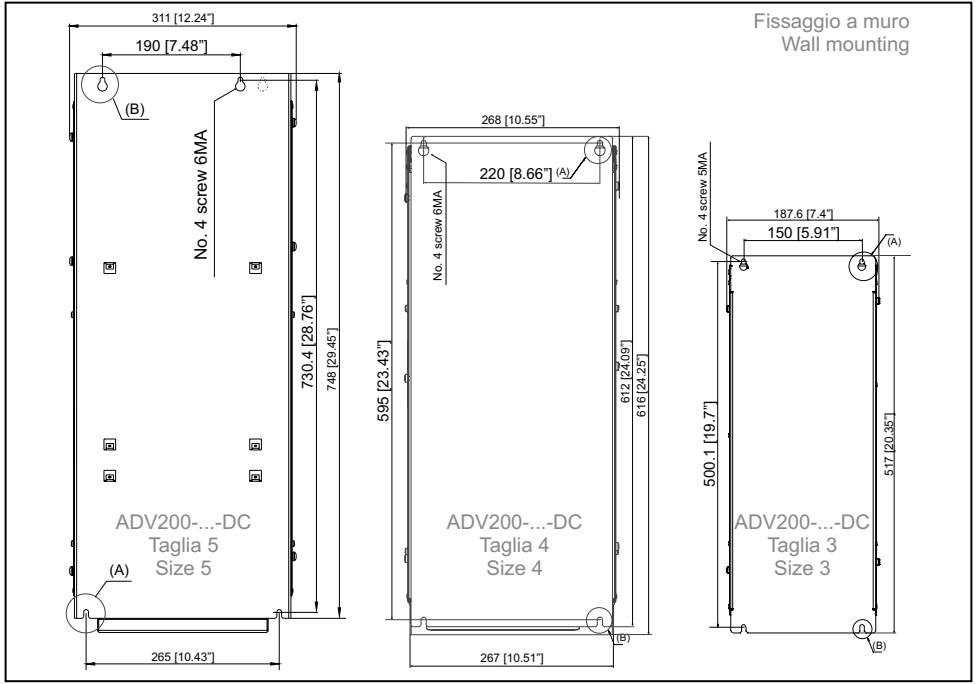 Fissaggio a muro
Wall mounting
311 [12.24”]
190 [7.48”]
(B)
No. 4 screw 6MA
730.4 [28.76”]
748 [29.45”]
ADV200-...-DC
Taglia 5
Size 5
(A)
265 [10.43”]
268 [10.55”]
220 [8.66”]
(A)
No. 4 screw 6MA
595 [23.43”]
612 [24.09”]
616 [24.25”]
ADV200-...-DC
Taglia 4
Size 4
(B)
267 [10.51”]
No. 4 screw 5MA
187.6 [7.4”]
150 [5.91”]
(A)
500.1 [19.7”]
517 [20.35”]
ADV200-...-DC
Taglia 3
Size 3
(B)